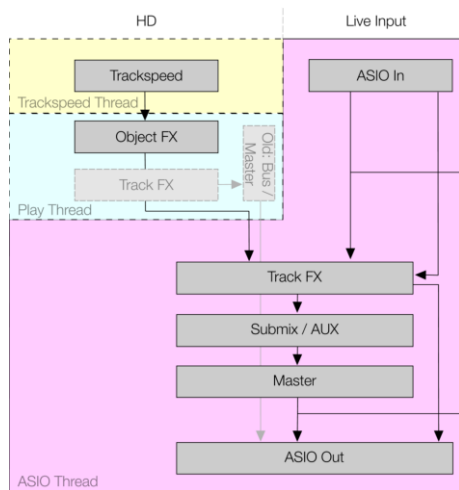 HD
Live Input
Trackspeed
ASIO In
Trackspeed Thread
Object FX
Old: Bus /
Master
Track FX
Play Thread
Track FX
Submix / AUX
Master
ASIO Out
ASIO Thread